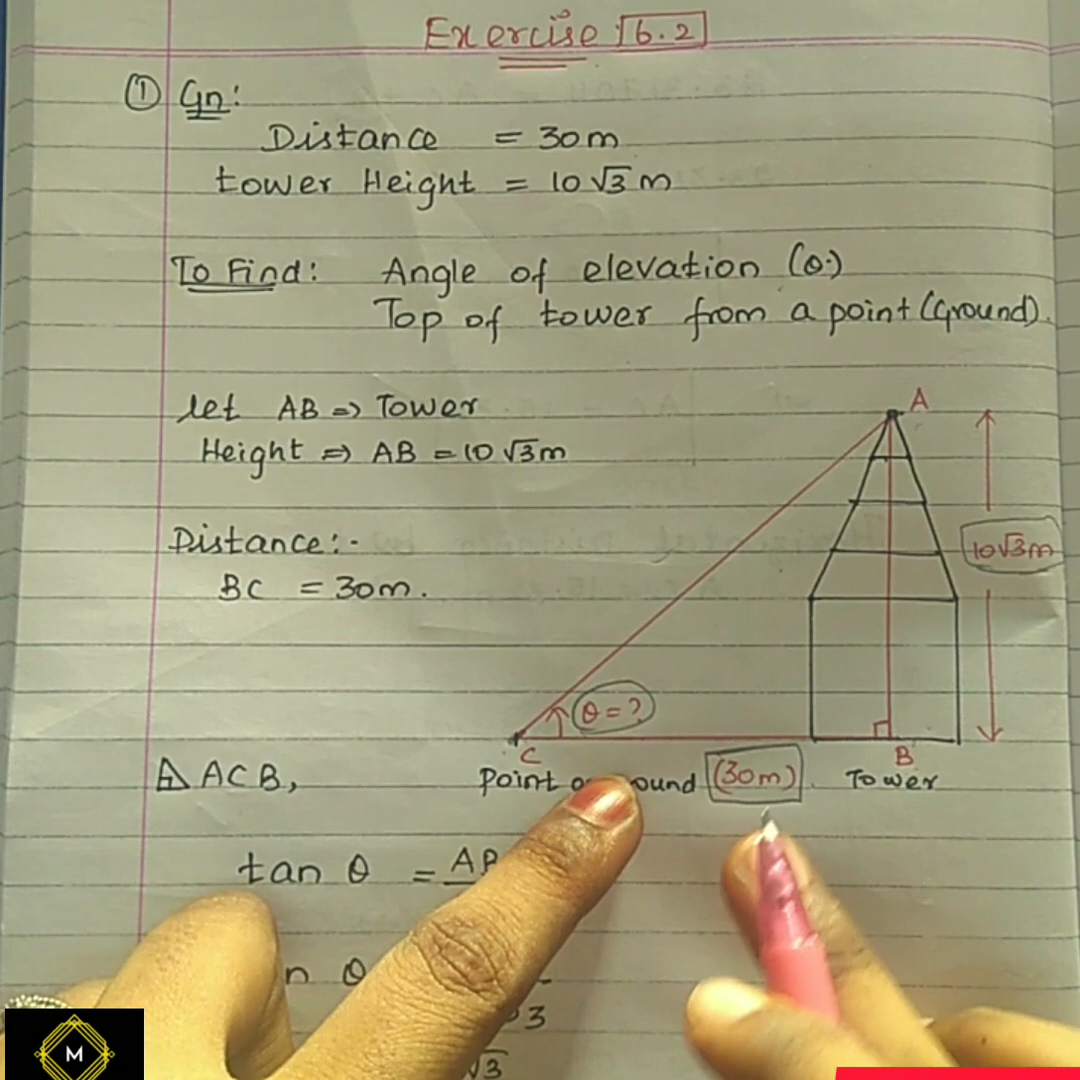 Exercise 6.2
① Gn:
Distance = 30m
tower Height = 10√3 m
To Find: Angle of elevation (θ)
Top of tower from a point (Ground).
let AB ⇒ Tower
Height ⇒ AB = 10√3m
Distance:-
BC = 30m.
A
10√3m
θ = ?
C
B
Point ound (30m). Tower
△ ACB,
tan θ = AB
n θ
3
√3
M